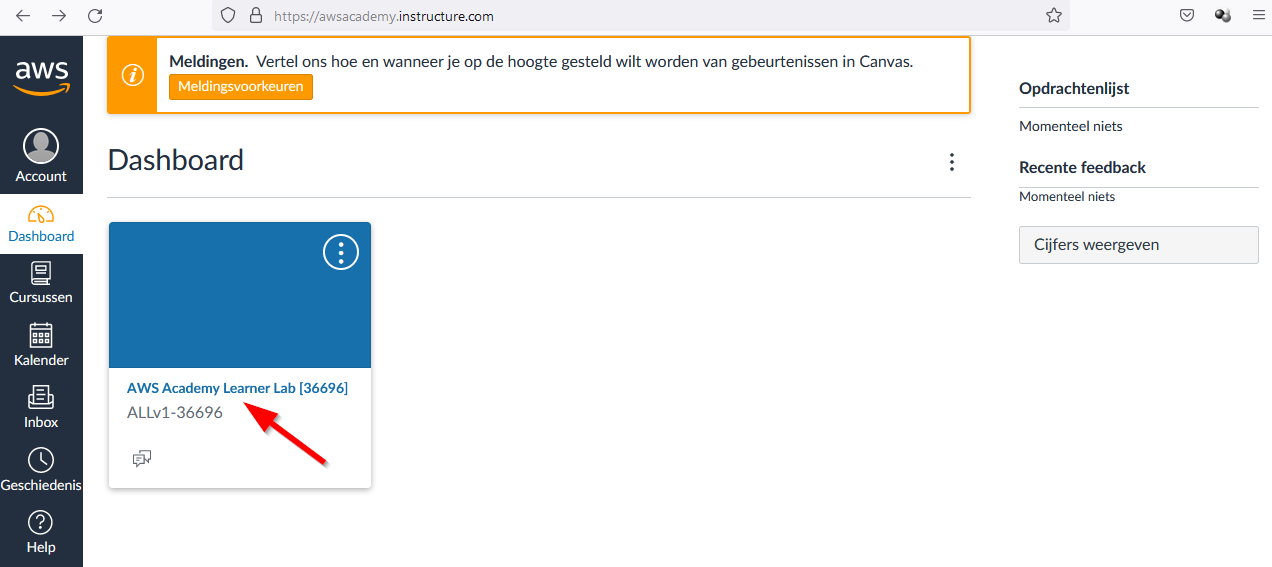 https://awsacademy.instructure.com
aws
Account
Dashboard
Cursussen
Kalender
Inbox
Geschiedenis
Help
Meldingen. Vertel ons hoe en wanneer je op de hoogte gesteld wilt worden van gebeurtenissen in Canvas.
Meldingsvoorkeuren
Dashboard
AWS Academy Learner Lab [36696]
ALLv1-36696
Opdrachtenlijst
Momenteel niets
Recente feedback
Momenteel niets
Cijfers weergeven